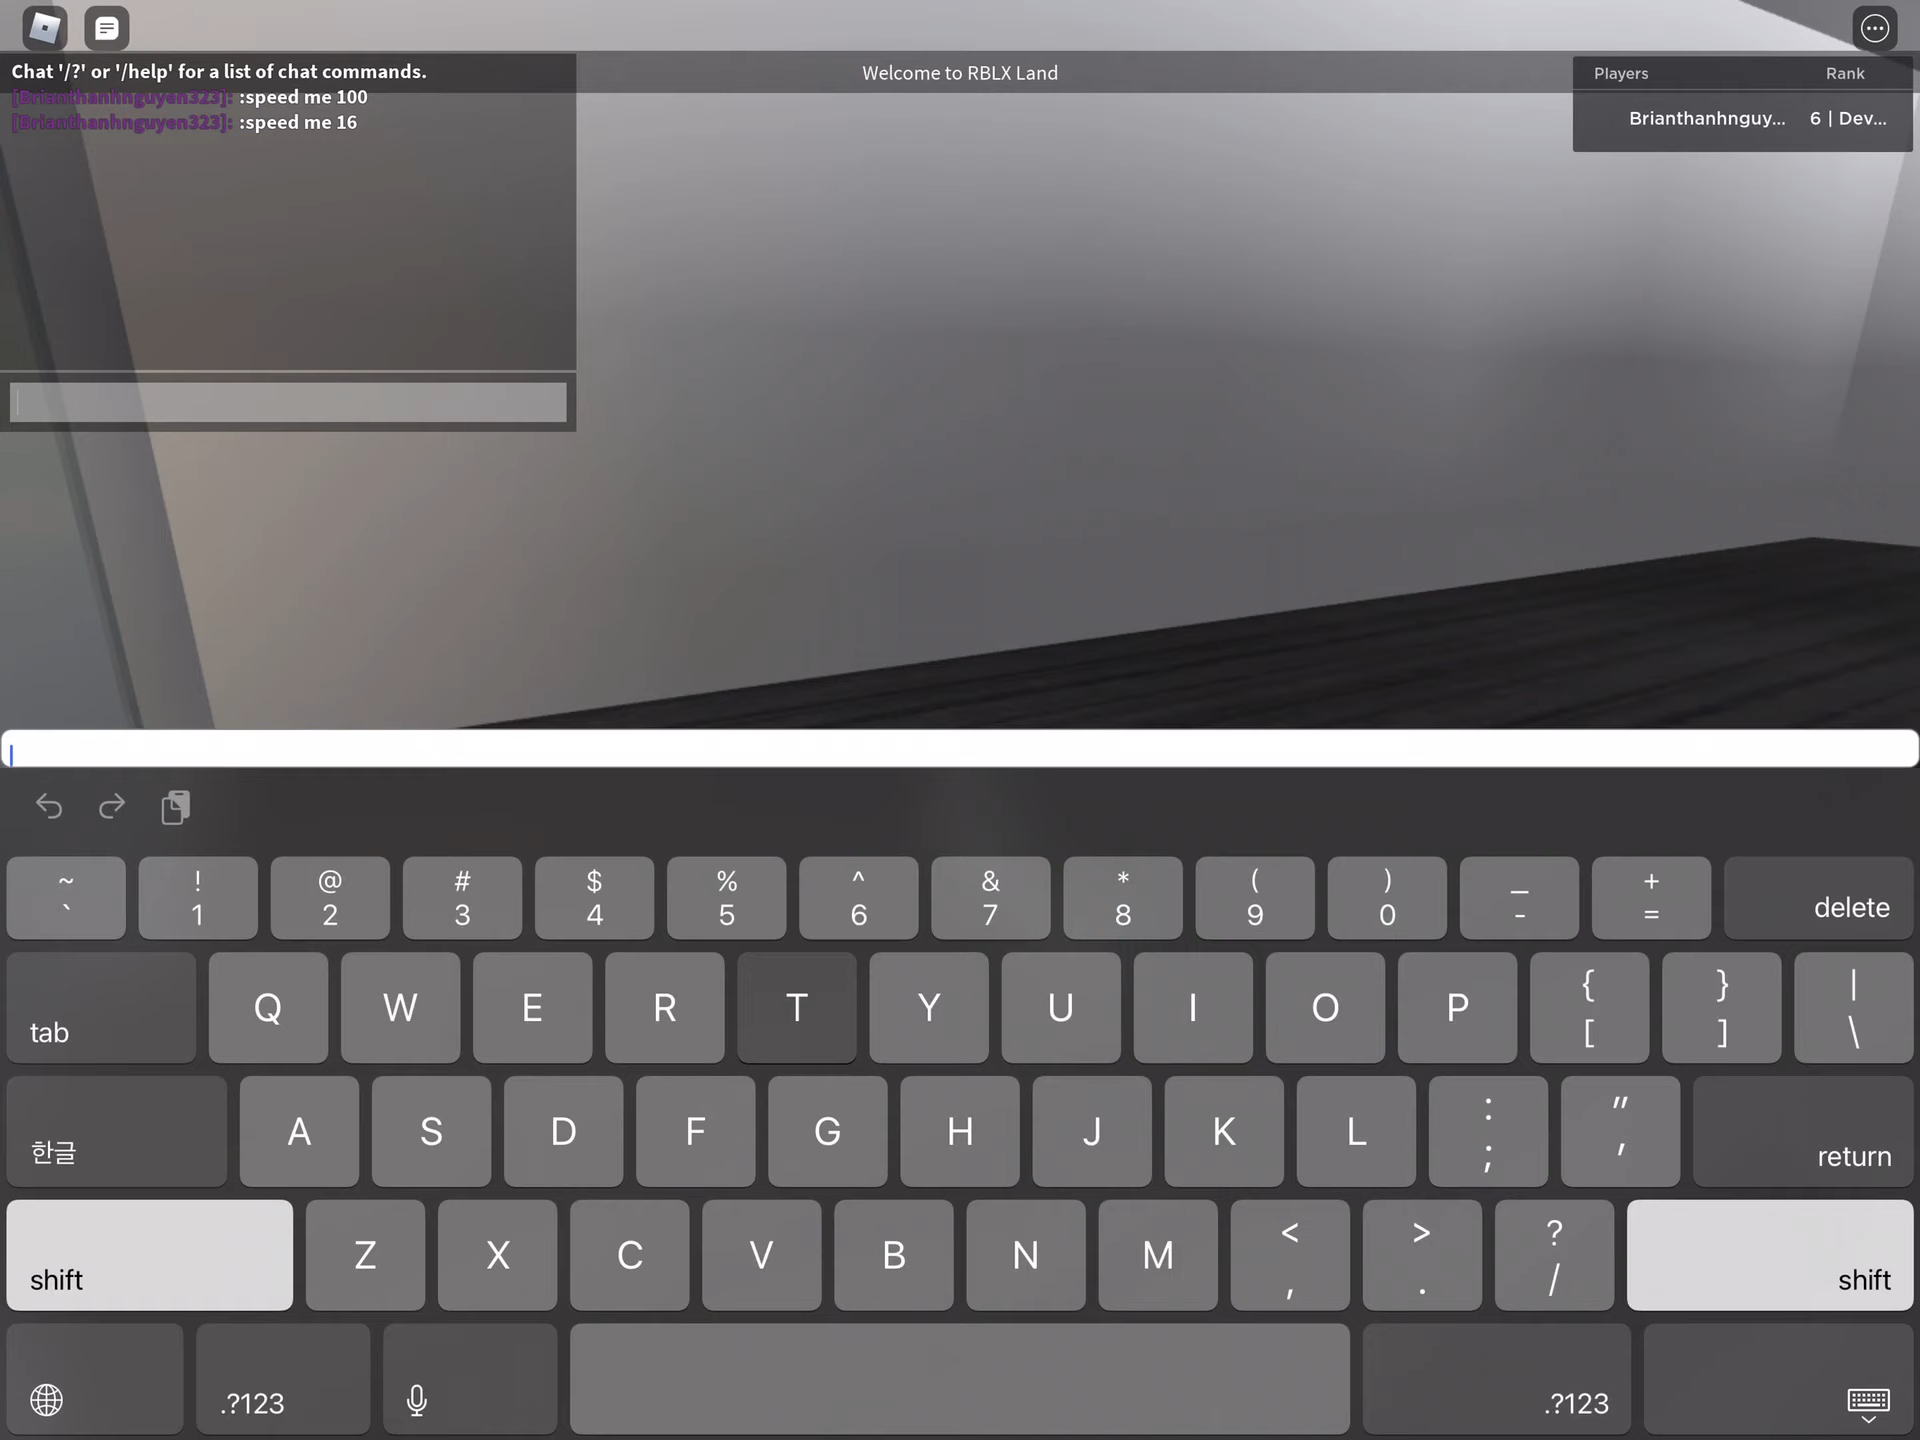 Chat '/?' or '/help' for a list of chat commands.
[Brianthanhnguyen323]: :speed me 100
[Brianthanhnguyen323]: :speed me 16
Welcome to RBLX Land
Players Rank
Brianthanhnguy... 6 | Dev...
~ ! @ # $ % ^ & * ( ) _ +
` 1 2 3 4 5 6 7 8 9 0 - = delete
tab Q W E R T Y U I O P { [ } ] | \
한글 A S D F G H J K L : ; " ' return
shift Z X C V B N M < , > . ? / shift
.?123 .?123